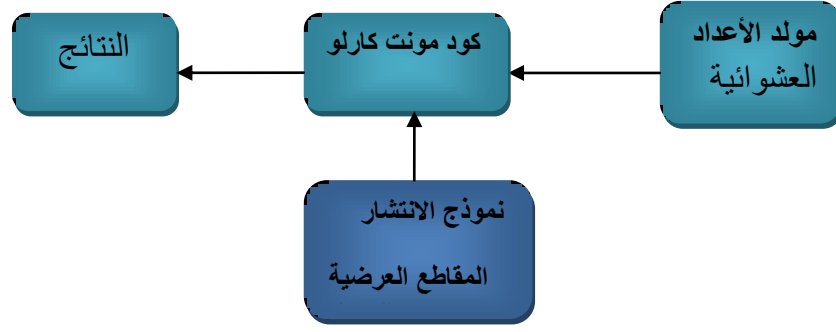 مولد الأعداد
العشوائية
كود مونت كارلو
النتائج
نموذج الانتشار
المقاطع العرضية